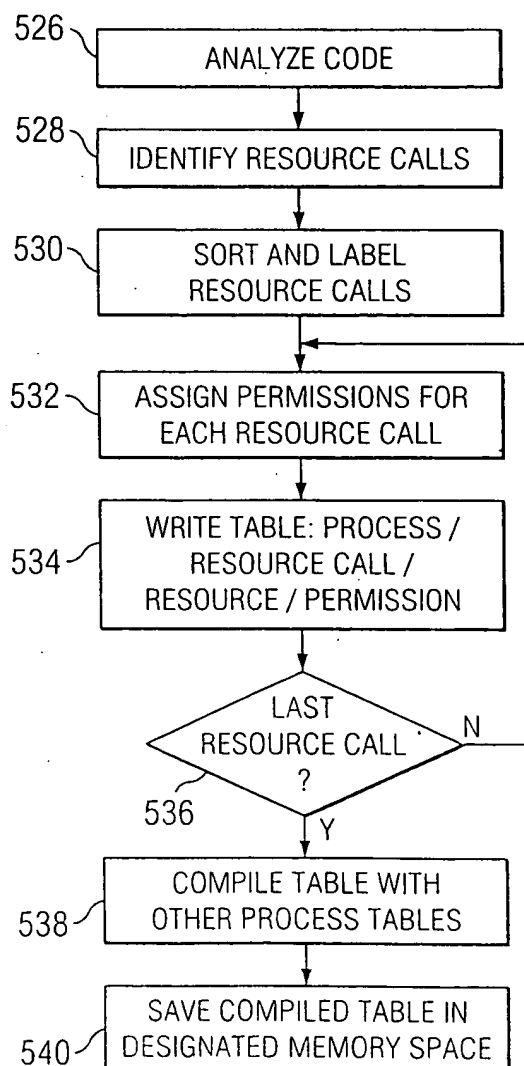 526
ANALYZE CODE
528
IDENTIFY RESOURCE CALLS
530
SORT AND LABEL
RESOURCE CALLS
532
ASSIGN PERMISSIONS FOR
EACH RESOURCE CALL
534
WRITE TABLE: PROCESS /
RESOURCE CALL /
RESOURCE / PERMISSION
LAST
RESOURCE CALL
?
N
536
Y
538
COMPILE TABLE WITH
OTHER PROCESS TABLES
540
SAVE COMPILED TABLE IN
DESIGNATED MEMORY SPACE